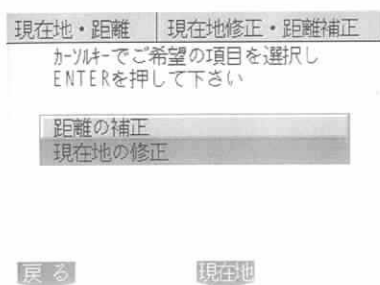 現在地・距離 現在地修正・距離補正
カーソルキーでご希望の項目を選択し
ENTERを押して下さい
距離の補正
現在地の修正
戻る 現在地